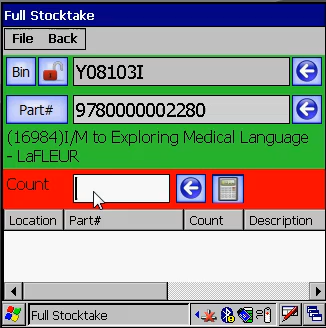 Full Stocktake
File Back
Bin Y08103I
Part# 9780000002280
(16984)I/M to Exploring Medical Language
- LaFLEUR
Count
Location Part# Count Description
Full Stocktake